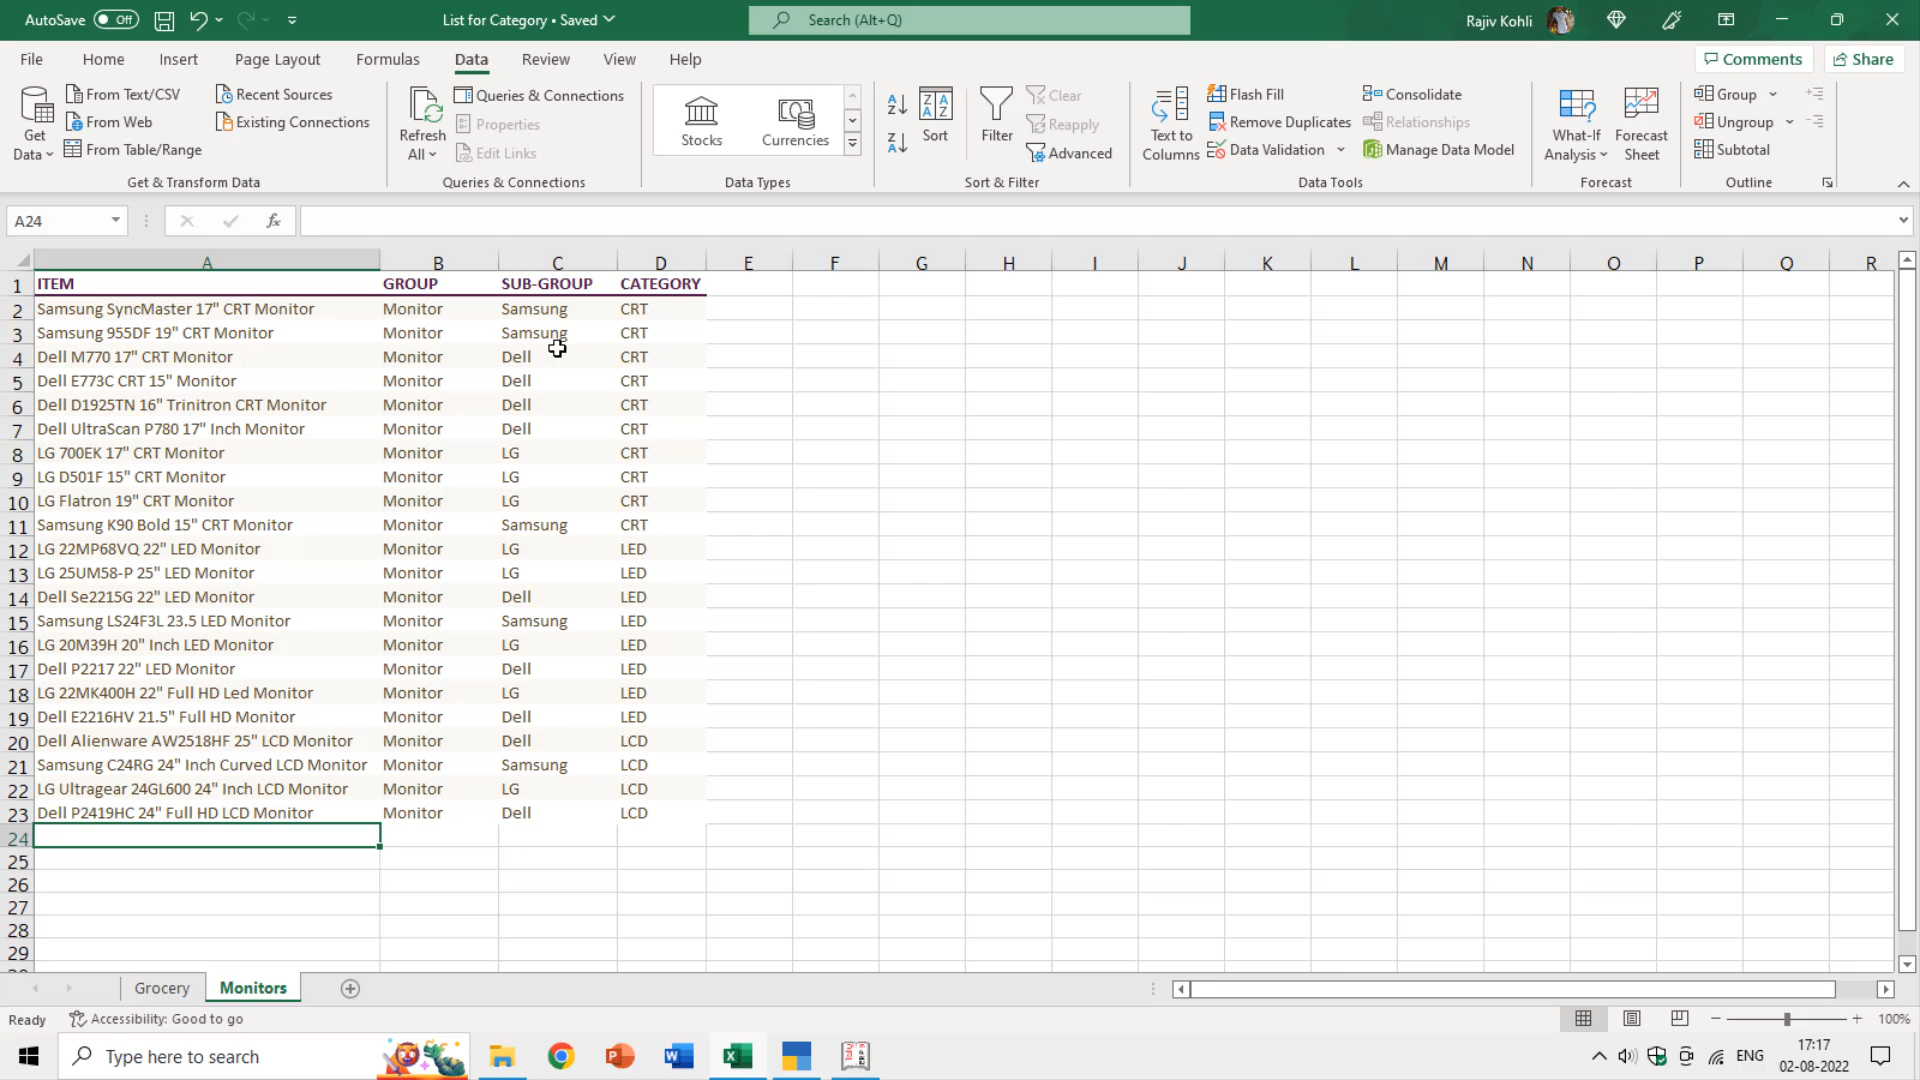 AutoSave Off
List for Category • Saved
Search (Alt+Q)
Rajiv Kohli
File Home Insert Page Layout Formulas Data Review View Help
Comments Share
Get Data
From Text/CSV
From Web
From Table/Range
Recent Sources
Existing Connections
Get & Transform Data
Refresh All
Queries & Connections
Properties
Edit Links
Queries & Connections
Stocks Currencies
Data Types
Sort
Filter
Clear
Reapply
Advanced
Sort & Filter
Text to Columns
Flash Fill
Remove Duplicates
Data Validation
Consolidate
Relationships
Manage Data Model
Data Tools
What-If Analysis
Forecast Sheet
Forecast
Group
Ungroup
Subtotal
Outline
A24 fx
A B C D E F G H I J K L M N O P Q R
1 ITEM GROUP SUB-GROUP CATEGORY
2 Samsung SyncMaster 17" CRT Monitor Monitor Samsung CRT
3 Samsung 955DF 19" CRT Monitor Monitor Samsung CRT
4 Dell M770 17" CRT Monitor Monitor Dell CRT
5 Dell E773C CRT 15" Monitor Monitor Dell CRT
6 Dell D1925TN 16" Trinitron CRT Monitor Monitor Dell CRT
7 Dell UltraScan P780 17" Inch Monitor Monitor Dell CRT
8 LG 700EK 17" CRT Monitor Monitor LG CRT
9 LG D501F 15" CRT Monitor Monitor LG CRT
10 LG Flatron 19" CRT Monitor Monitor LG CRT
11 Samsung K90 Bold 15" CRT Monitor Monitor Samsung CRT
12 LG 22MP68VQ 22" LED Monitor Monitor LG LED
13 LG 25UM58-P 25" LED Monitor Monitor LG LED
14 Dell Se2215G 22" LED Monitor Monitor Dell LED
15 Samsung LS24F3L 23.5 LED Monitor Monitor Samsung LED
16 LG 20M39H 20" Inch LED Monitor Monitor LG LED
17 Dell P2217 22" LED Monitor Monitor Dell LED
18 LG 22MK400H 22" Full HD Led Monitor Monitor LG LED
19 Dell E2216HV 21.5" Full HD Monitor Monitor Dell LED
20 Dell Alienware AW2518HF 25" LCD Monitor Monitor Dell LCD
21 Samsung C24RG 24" Inch Curved LCD Monitor Monitor Samsung LCD
22 LG Ultragear 24GL600 24" Inch LCD Monitor Monitor LG LCD
23 Dell P2419HC 24" Full HD LCD Monitor Monitor Dell LCD
24
25
26
27
28
29
Grocery Monitors
Ready Accessibility: Good to go 100%
Type here to search
ENG
17:17
02-08-2022